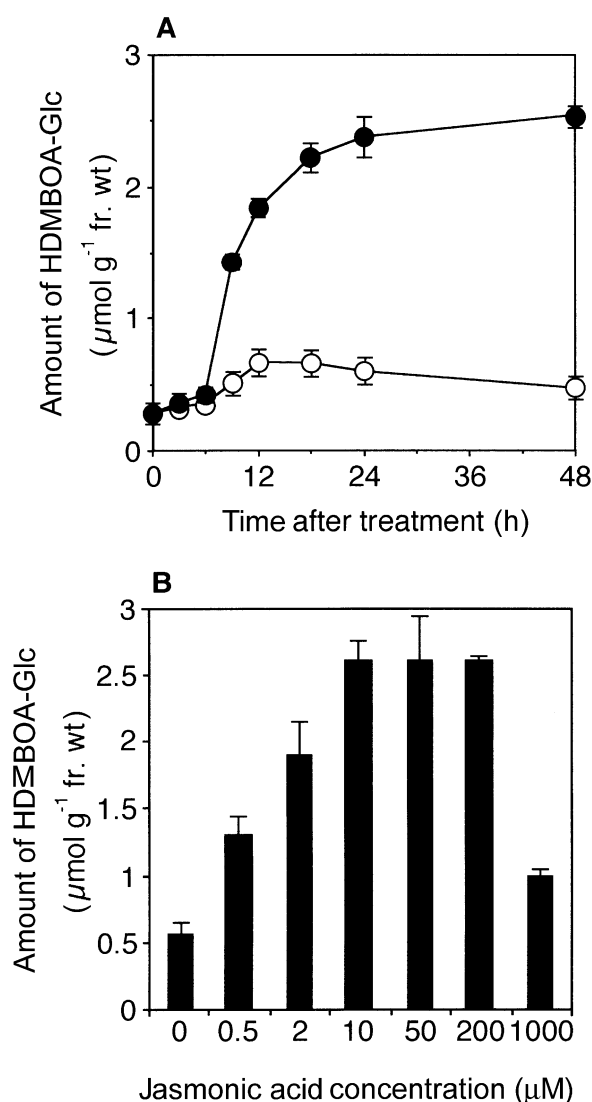 A
Amount of HDMBOA-Glc
(µmol g⁻¹ fr. wt)
3
2
1
0
0 12 24 36 48
Time after treatment (h)
B
Amount of HDMBOA-Glc
(µmol g⁻¹ fr. wt)
3
2.5
2
1.5
1
0.5
0
0 0.5 2 10 50 200 1000
Jasmonic acid concentration (µM)